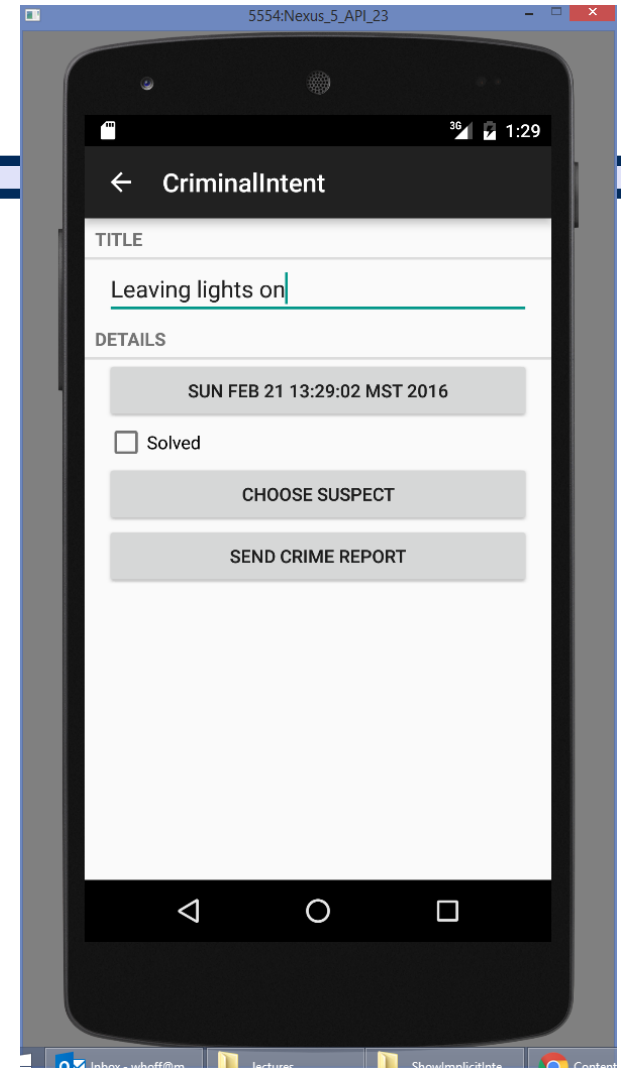 5554:Nexus_5_API_23
3G 1:29
CriminalIntent
TITLE
Leaving lights on
DETAILS
SUN FEB 21 13:29:02 MST 2016
Solved
CHOOSE SUSPECT
SEND CRIME REPORT
Inbox - whoff@m lectures ShowImplicitInte Content